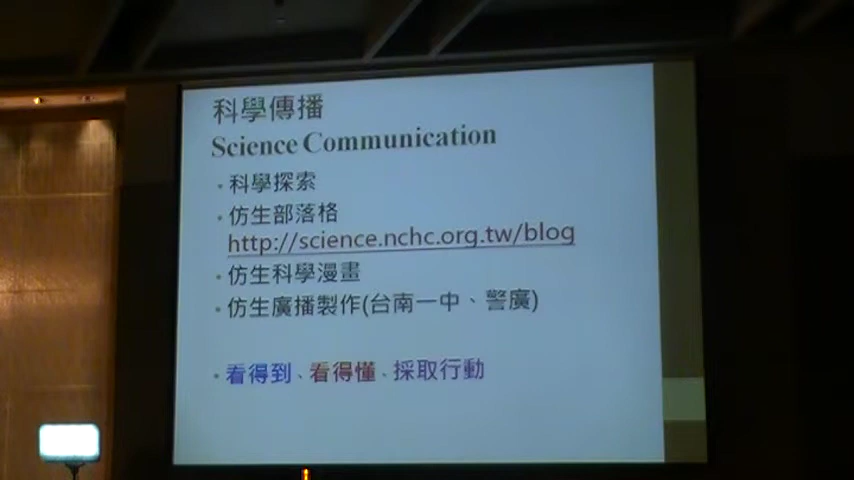 科學傳播
Science Communication
• 科學探索
• 仿生部落格
http://science.nchc.org.tw/blog
• 仿生科學漫畫
• 仿生廣播製作(台南一中、警廣)
• 看得到、看得懂、採取行動